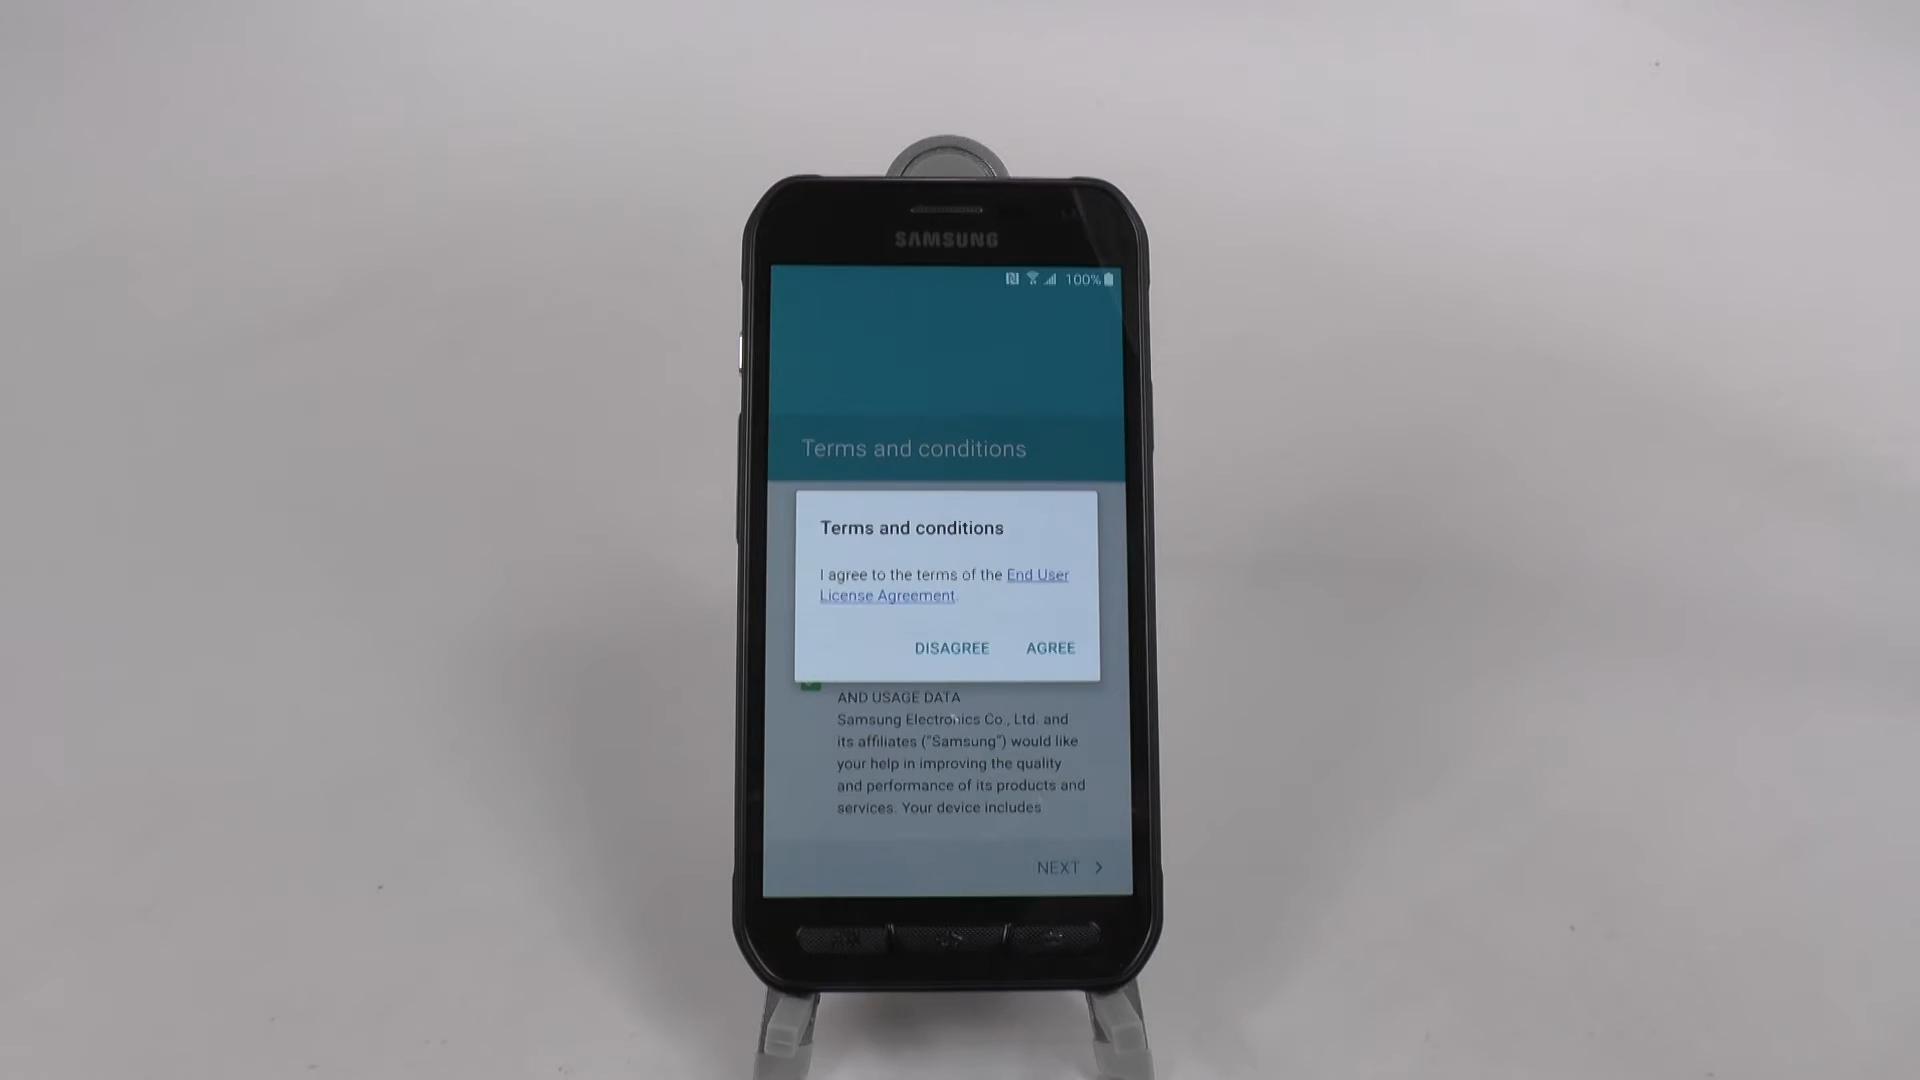 SAMSUNG
100%
Terms and conditions
Terms and conditions
I agree to the terms of the End User
License Agreement.
DISAGREE AGREE
AND USAGE DATA
Samsung Electronics Co., Ltd. and
its affiliates ("Samsung") would like
your help in improving the quality
and performance of its products and
services. Your device includes
NEXT >